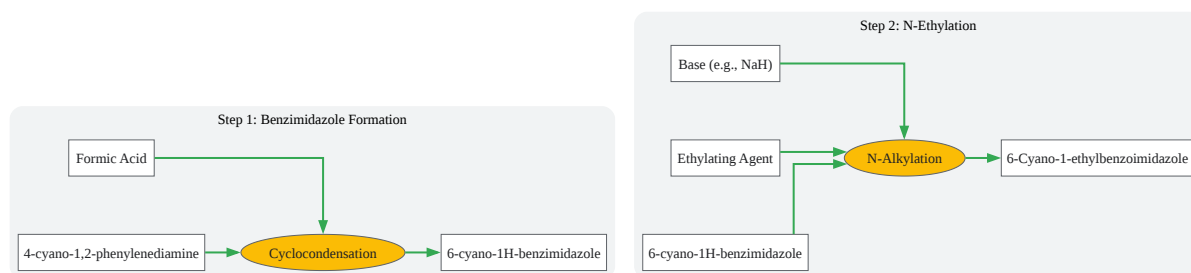 Step 1: Benzimidazole Formation
Formic Acid
4-cyano-1,2-phenylenediamine
Cyclocondensation
6-cyano-1H-benzimidazole
Step 2: N-Ethylation
Base (e.g., NaH)
Ethylating Agent
N-Alkylation
6-Cyano-1-ethylbenzoimidazole
6-cyano-1H-benzimidazole